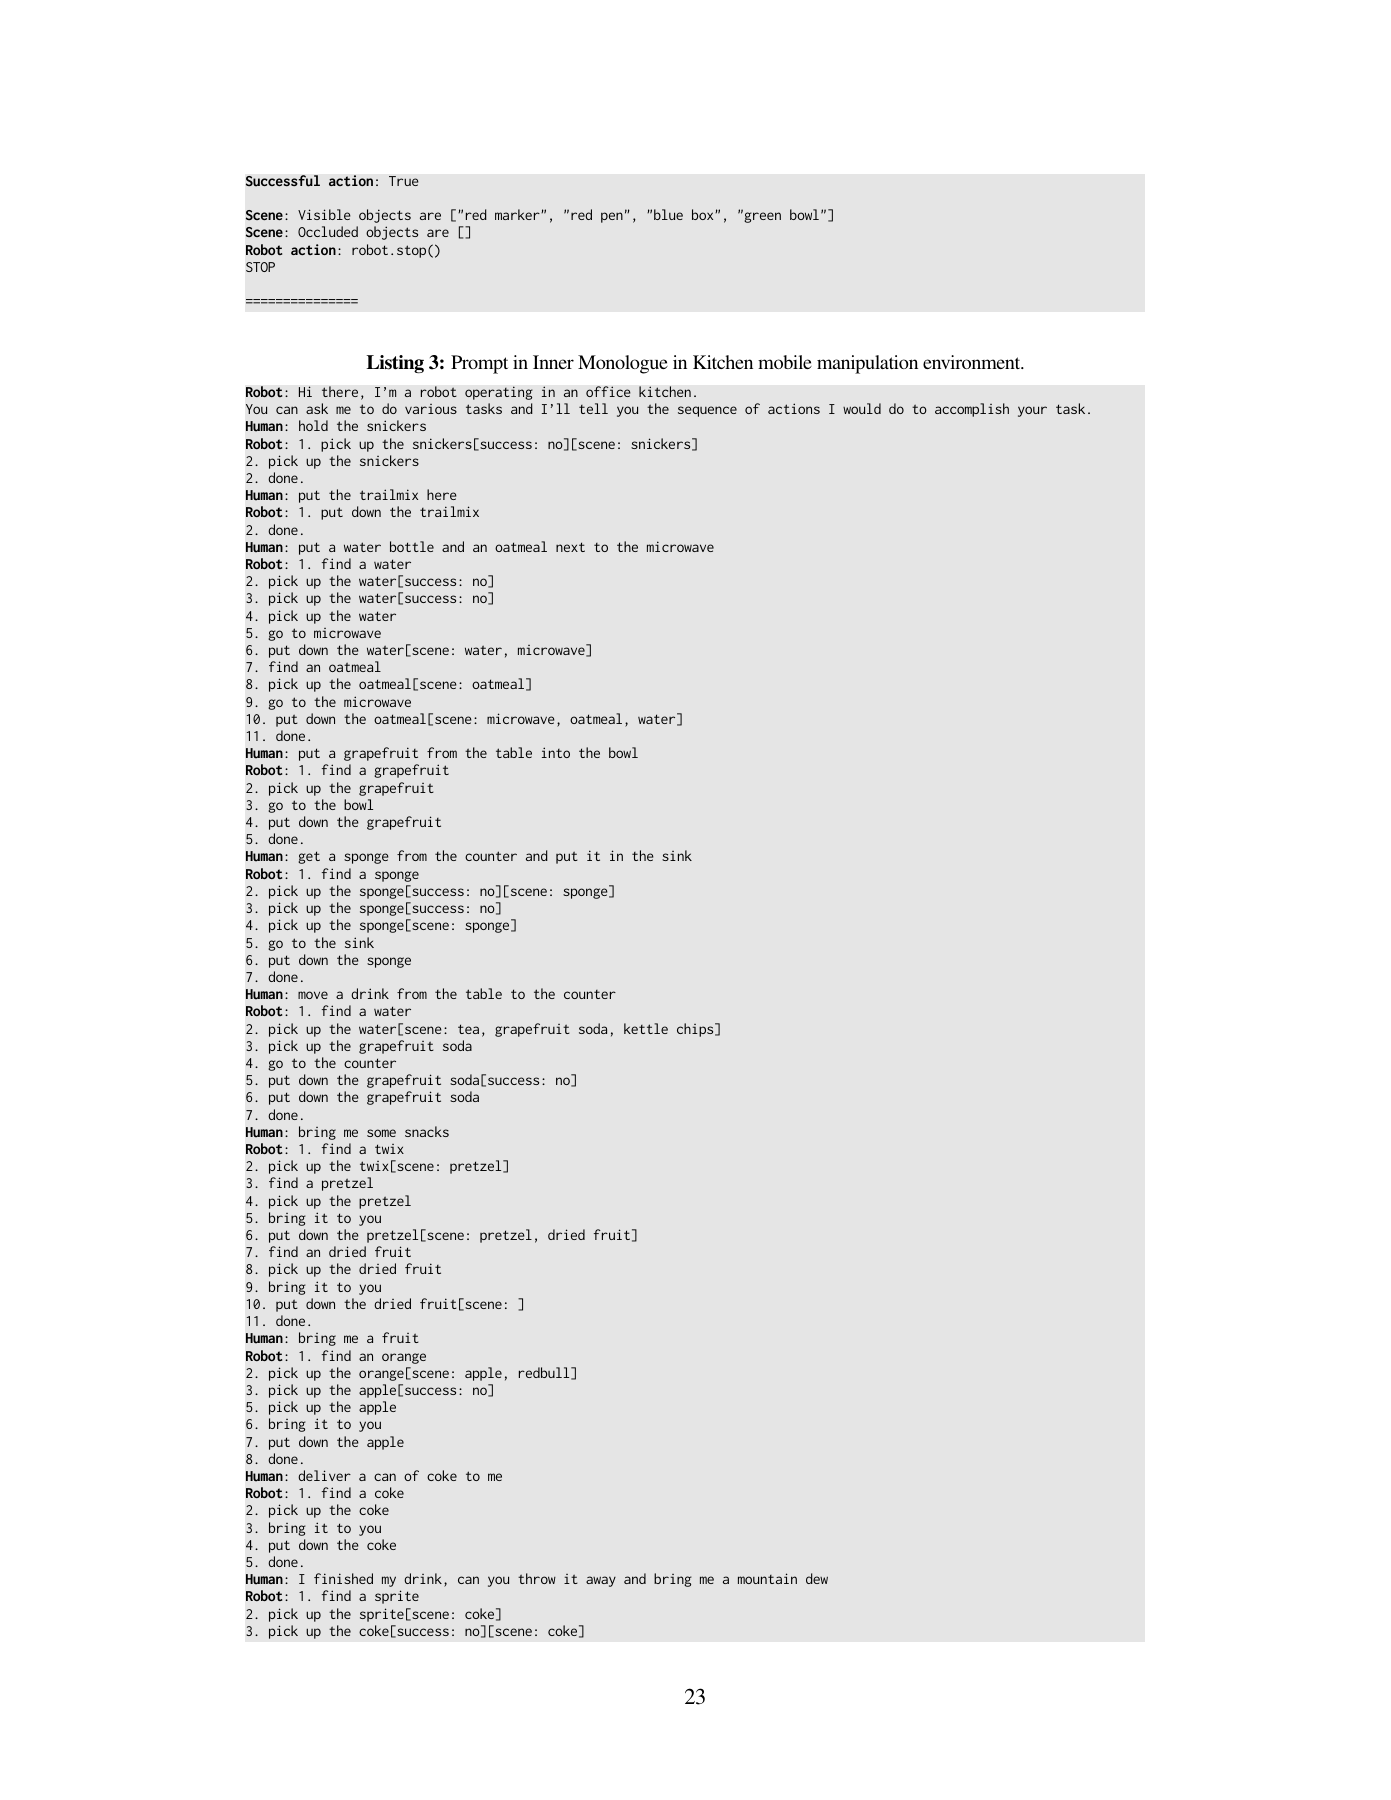 Successful action: True
Scene: Visible objects are ["red marker", "red pen", "blue box", "green bowl"]
Scene: Occluded objects are []
Robot action: robot.stop()
STOP
===============
Listing 3: Prompt in Inner Monologue in Kitchen mobile manipulation environment.
Robot: Hi there, I'm a robot operating in an office kitchen.
You can ask me to do various tasks and I'll tell you the sequence of actions I would do to accomplish your task.
Human: hold the snickers
Robot: 1. pick up the snickers[success: no][scene: snickers]
2. pick up the snickers
2. done.
Human: put the trailmix here
Robot: 1. put down the trailmix
2. done.
Human: put a water bottle and an oatmeal next to the microwave
Robot: 1. find a water
2. pick up the water[success: no]
3. pick up the water[success: no]
4. pick up the water
5. go to microwave
6. put down the water[scene: water, microwave]
7. find an oatmeal
8. pick up the oatmeal[scene: oatmeal]
9. go to the microwave
10. put down the oatmeal[scene: microwave, oatmeal, water]
11. done.
Human: put a grapefruit from the table into the bowl
Robot: 1. find a grapefruit
2. pick up the grapefruit
3. go to the bowl
4. put down the grapefruit
5. done.
Human: get a sponge from the counter and put it in the sink
Robot: 1. find a sponge
2. pick up the sponge[success: no][scene: sponge]
3. pick up the sponge[success: no]
4. pick up the sponge[scene: sponge]
5. go to the sink
6. put down the sponge
7. done.
Human: move a drink from the table to the counter
Robot: 1. find a water
2. pick up the water[scene: tea, grapefruit soda, kettle chips]
3. pick up the grapefruit soda
4. go to the counter
5. put down the grapefruit soda[success: no]
6. put down the grapefruit soda
7. done.
Human: bring me some snacks
Robot: 1. find a twix
2. pick up the twix[scene: pretzel]
3. find a pretzel
4. pick up the pretzel
5. bring it to you
6. put down the pretzel[scene: pretzel, dried fruit]
7. find an dried fruit
8. pick up the dried fruit
9. bring it to you
10. put down the dried fruit[scene: ]
11. done.
Human: bring me a fruit
Robot: 1. find an orange
2. pick up the orange[scene: apple, redbull]
3. pick up the apple[success: no]
5. pick up the apple
6. bring it to you
7. put down the apple
8. done.
Human: deliver a can of coke to me
Robot: 1. find a coke
2. pick up the coke
3. bring it to you
4. put down the coke
5. done.
Human: I finished my drink, can you throw it away and bring me a mountain dew
Robot: 1. find a sprite
2. pick up the sprite[scene: coke]
3. pick up the coke[success: no][scene: coke]
23